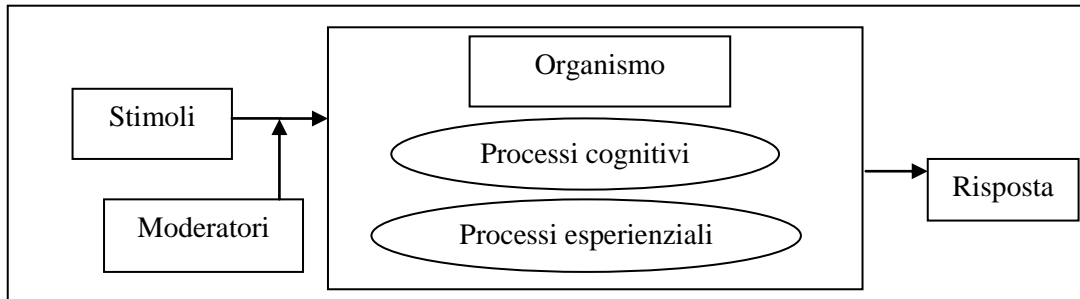 Organismo
Stimoli
Processi cognitivi
Risposta
Moderatori
Processi esperienziali